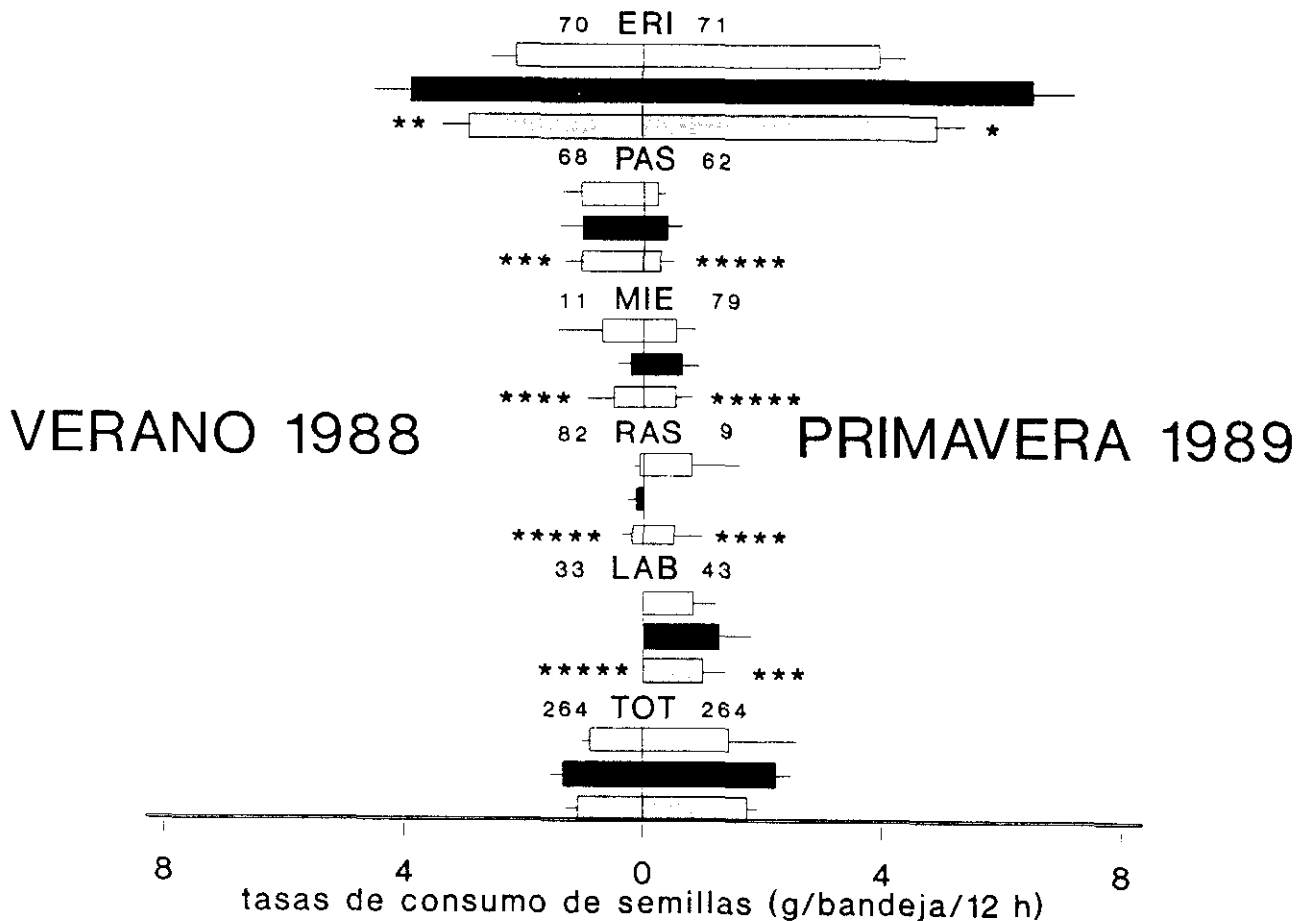 70 ERI 71
** *
68 PAS 62
*** *****
11 MIE 79
**** *****
VERANO 1988 82 RAS 9 PRIMAVERA 1989
***** ****
33 LAB 43
***** ***
264 TOT 264
8 4 0 4 8
tasas de consumo de semillas (g/bandeja/12 h)